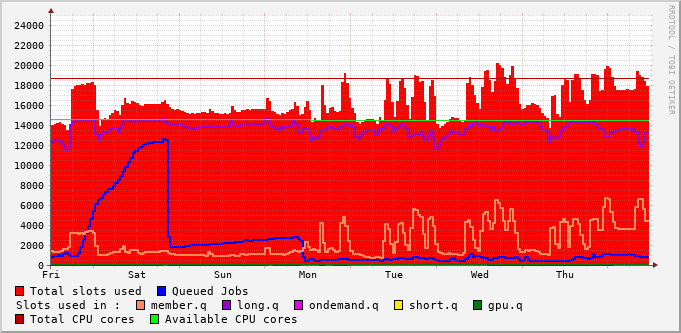 24000
22000
20000
18000
16000
14000
12000
10000
8000
6000
4000
2000
0
Fri Sat Sun Mon Tue Wed Thu
Total slots used Queued Jobs
Slots used in : member.q long.q ondemand.q short.q gpu.q
Total CPU cores Available CPU cores
RRDTOOL / TOBI OETIKER